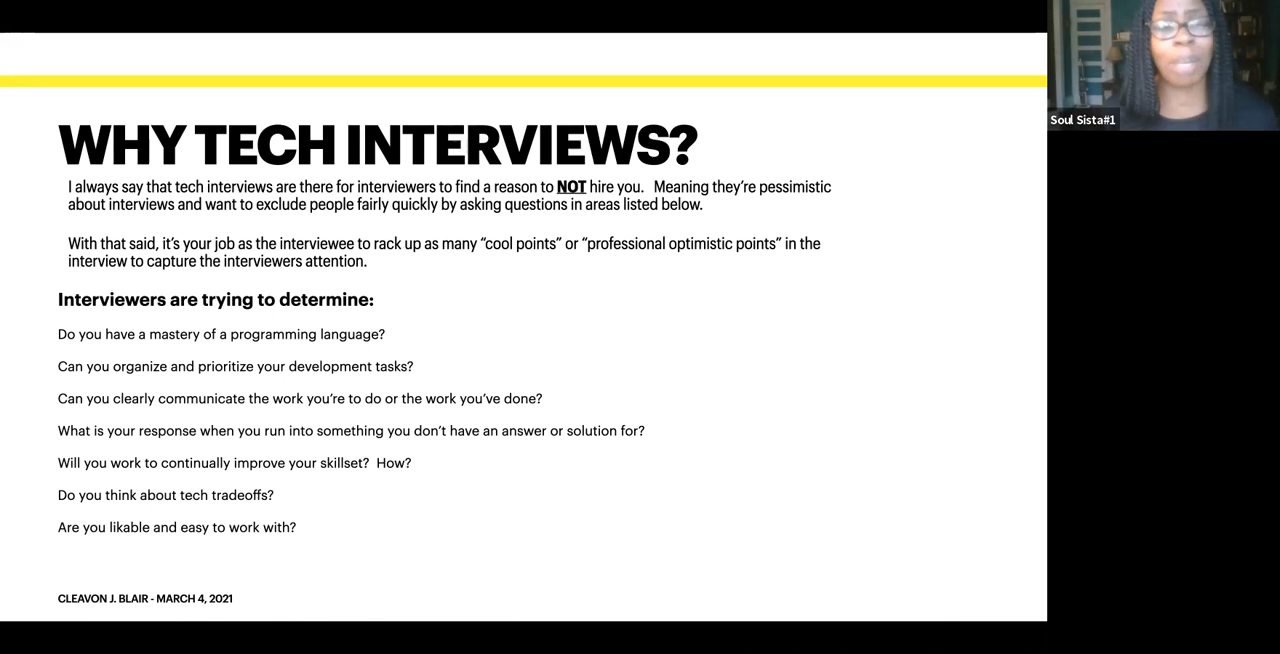 WHY TECH INTERVIEWS?
I always say that tech interviews are there for interviewers to find a reason to NOT hire you. Meaning they're pessimistic
about interviews and want to exclude people fairly quickly by asking questions in areas listed below.
With that said, it's your job as the interviewee to rack up as many “cool points” or “professional optimistic points” in the
interview to capture the interviewers attention.
Interviewers are trying to determine:
Do you have a mastery of a programming language?
Can you organize and prioritize your development tasks?
Can you clearly communicate the work you're to do or the work you've done?
What is your response when you run into something you don't have an answer or solution for?
Will you work to continually improve your skillset? How?
Do you think about tech tradeoffs?
Are you likable and easy to work with?
CLEAVON J. BLAIR - MARCH 4, 2021
Soul Sista#1